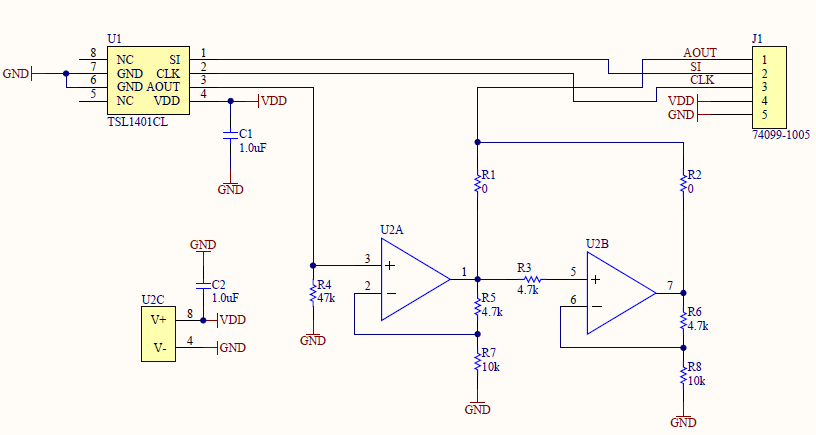 U1
8 NC SI 1
GND 7 GND CLK 2
6 GND AOUT 3
5 NC VDD 4 VDD
TSL1401CL
C1
1.0uF
GND
J1
AOUT 1
SI 2
CLK 3
VDD 4
GND 5
74099-1005
R1
0
R2
0
GND
C2
1.0uF
U2C
V+ 8 VDD
V- 4 GND
R4
47k
GND
U2A
3 +
2 −
1
R3
4.7k
R5
4.7k
R7
10k
GND
U2B
5 +
6 −
7
R6
4.7k
R8
10k
GND